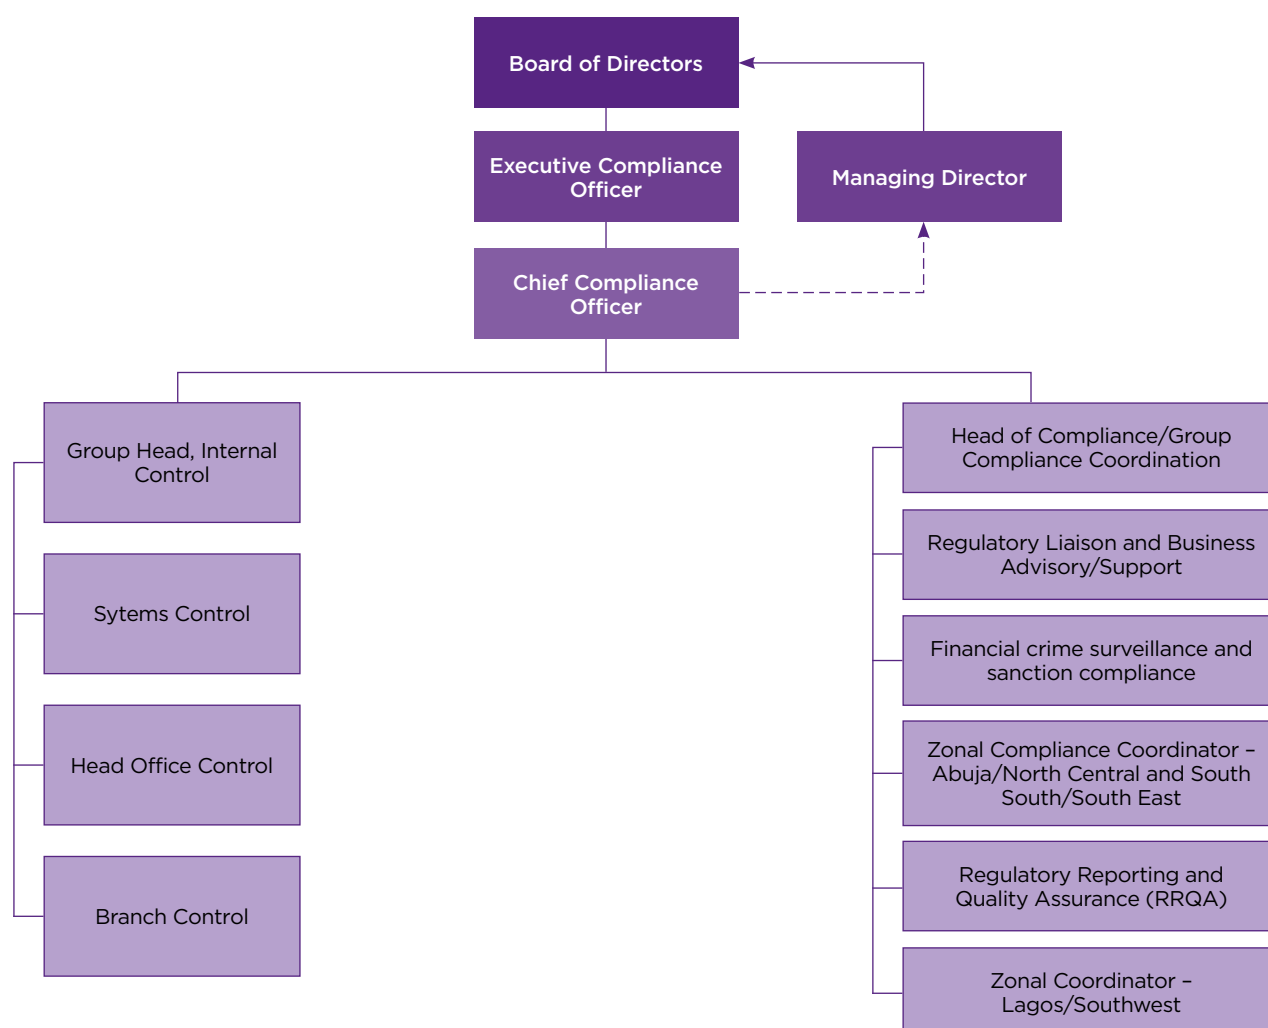 Board of Directors
Executive Compliance
Officer
Managing Director
Chief Compliance
Officer
Group Head, Internal
Control
Sytems Control
Head Office Control
Branch Control
Head of Compliance/Group
Compliance Coordination
Regulatory Liaison and Business
Advisory/Support
Financial crime surveillance and
sanction compliance
Zonal Compliance Coordinator –
Abuja/North Central and South
South/South East
Regulatory Reporting and
Quality Assurance (RRQA)
Zonal Coordinator –
Lagos/Southwest